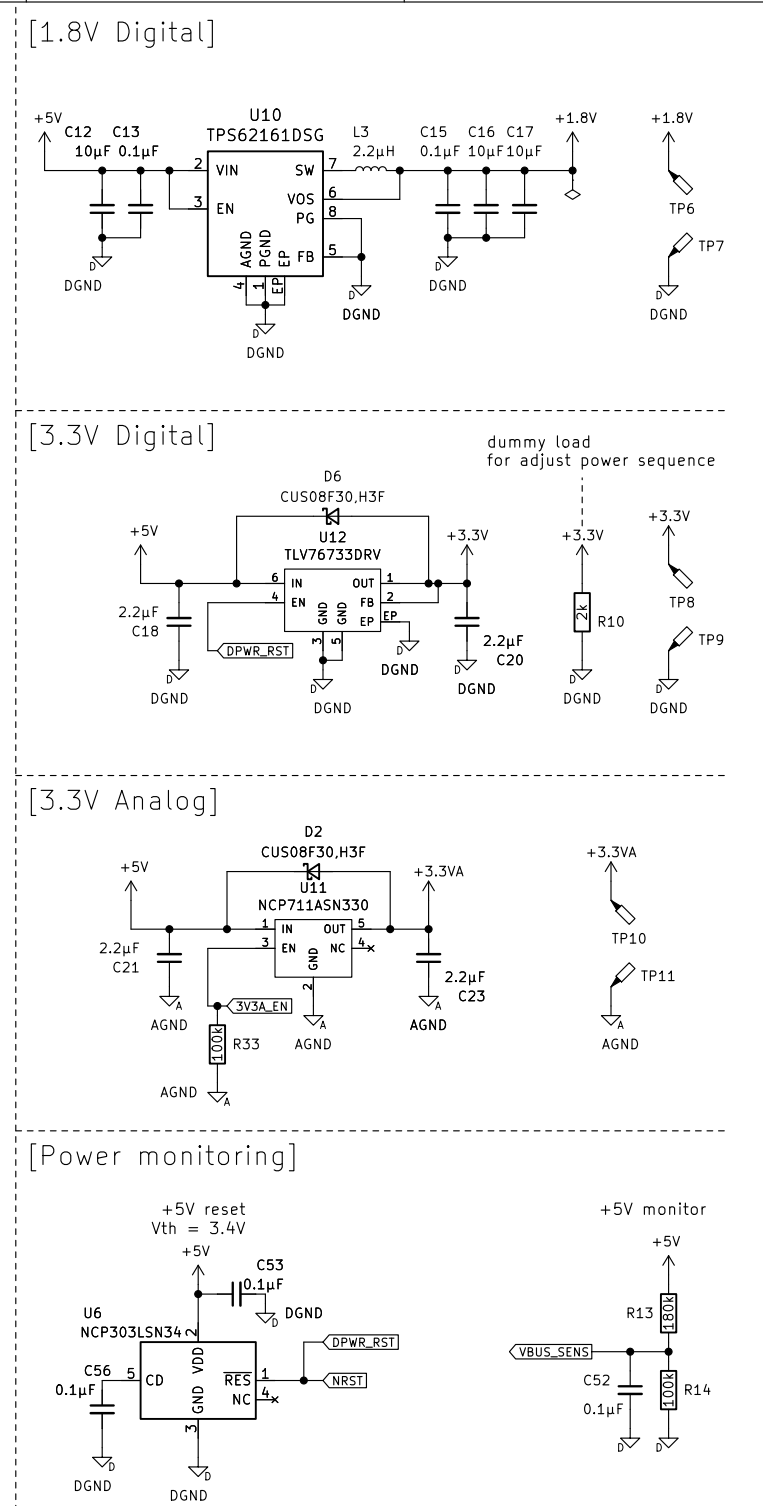 [1.8V Digital]
+5V
C12
10µF
C13
0.1µF
U10
TPS62161DSG
2 VIN
3 EN
SW 7
VOS 6
PG 8
FB 5
AGND
PGND
EP
4
1
EP
L3
2.2µH
C15
0.1µF
C16
10µF
C17
10µF
+1.8V
+1.8V
TP6
TP7
D
DGND
D
DGND
D
DGND
D
DGND
D
DGND
[3.3V Digital]
dummy load
for adjust power sequence
D6
CUS08F30,H3F
U12
TLV76733DRV
+5V
6 IN
4 EN
OUT 1
FB 2
EP EP
GND
GND
3
5
2.2µF
C18
DPWR_RST
+3.3V
2.2µF
C20
+3.3V
2k
R10
+3.3V
TP8
TP9
D
DGND
D
DGND
D
DGND
D
DGND
D
DGND
D
DGND
[3.3V Analog]
D2
CUS08F30,H3F
U11
NCP711ASN330
+5V
1 IN
3 EN
OUT 5
NC 4
GND
2
2.2µF
C21
3V3A_EN
100k
R33
+3.3VA
2.2µF
C23
+3.3VA
TP10
TP11
A
AGND
A
AGND
A
AGND
A
AGND
A
AGND
[Power monitoring]
+5V reset
Vth = 3.4V
+5V
C53
0.1µF
D
DGND
U6
NCP303LSN34
2
VDD
5 CD
RES 1
NC 4
GND
3
C56
0.1µF
DPWR_RST
NRST
D
DGND
D
DGND
+5V monitor
+5V
R13
180k
VBUS_SENS
C52
0.1µF
100k
R14
D
D